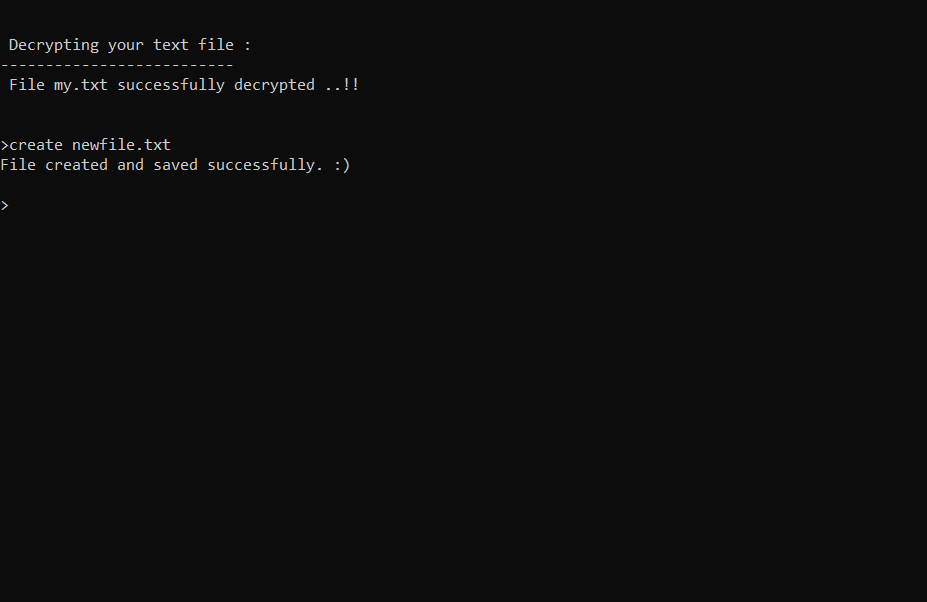 Decrypting your text file :
--------------------------
File my.txt successfully decrypted ..!!
>create newfile.txt
File created and saved successfully. :)
>